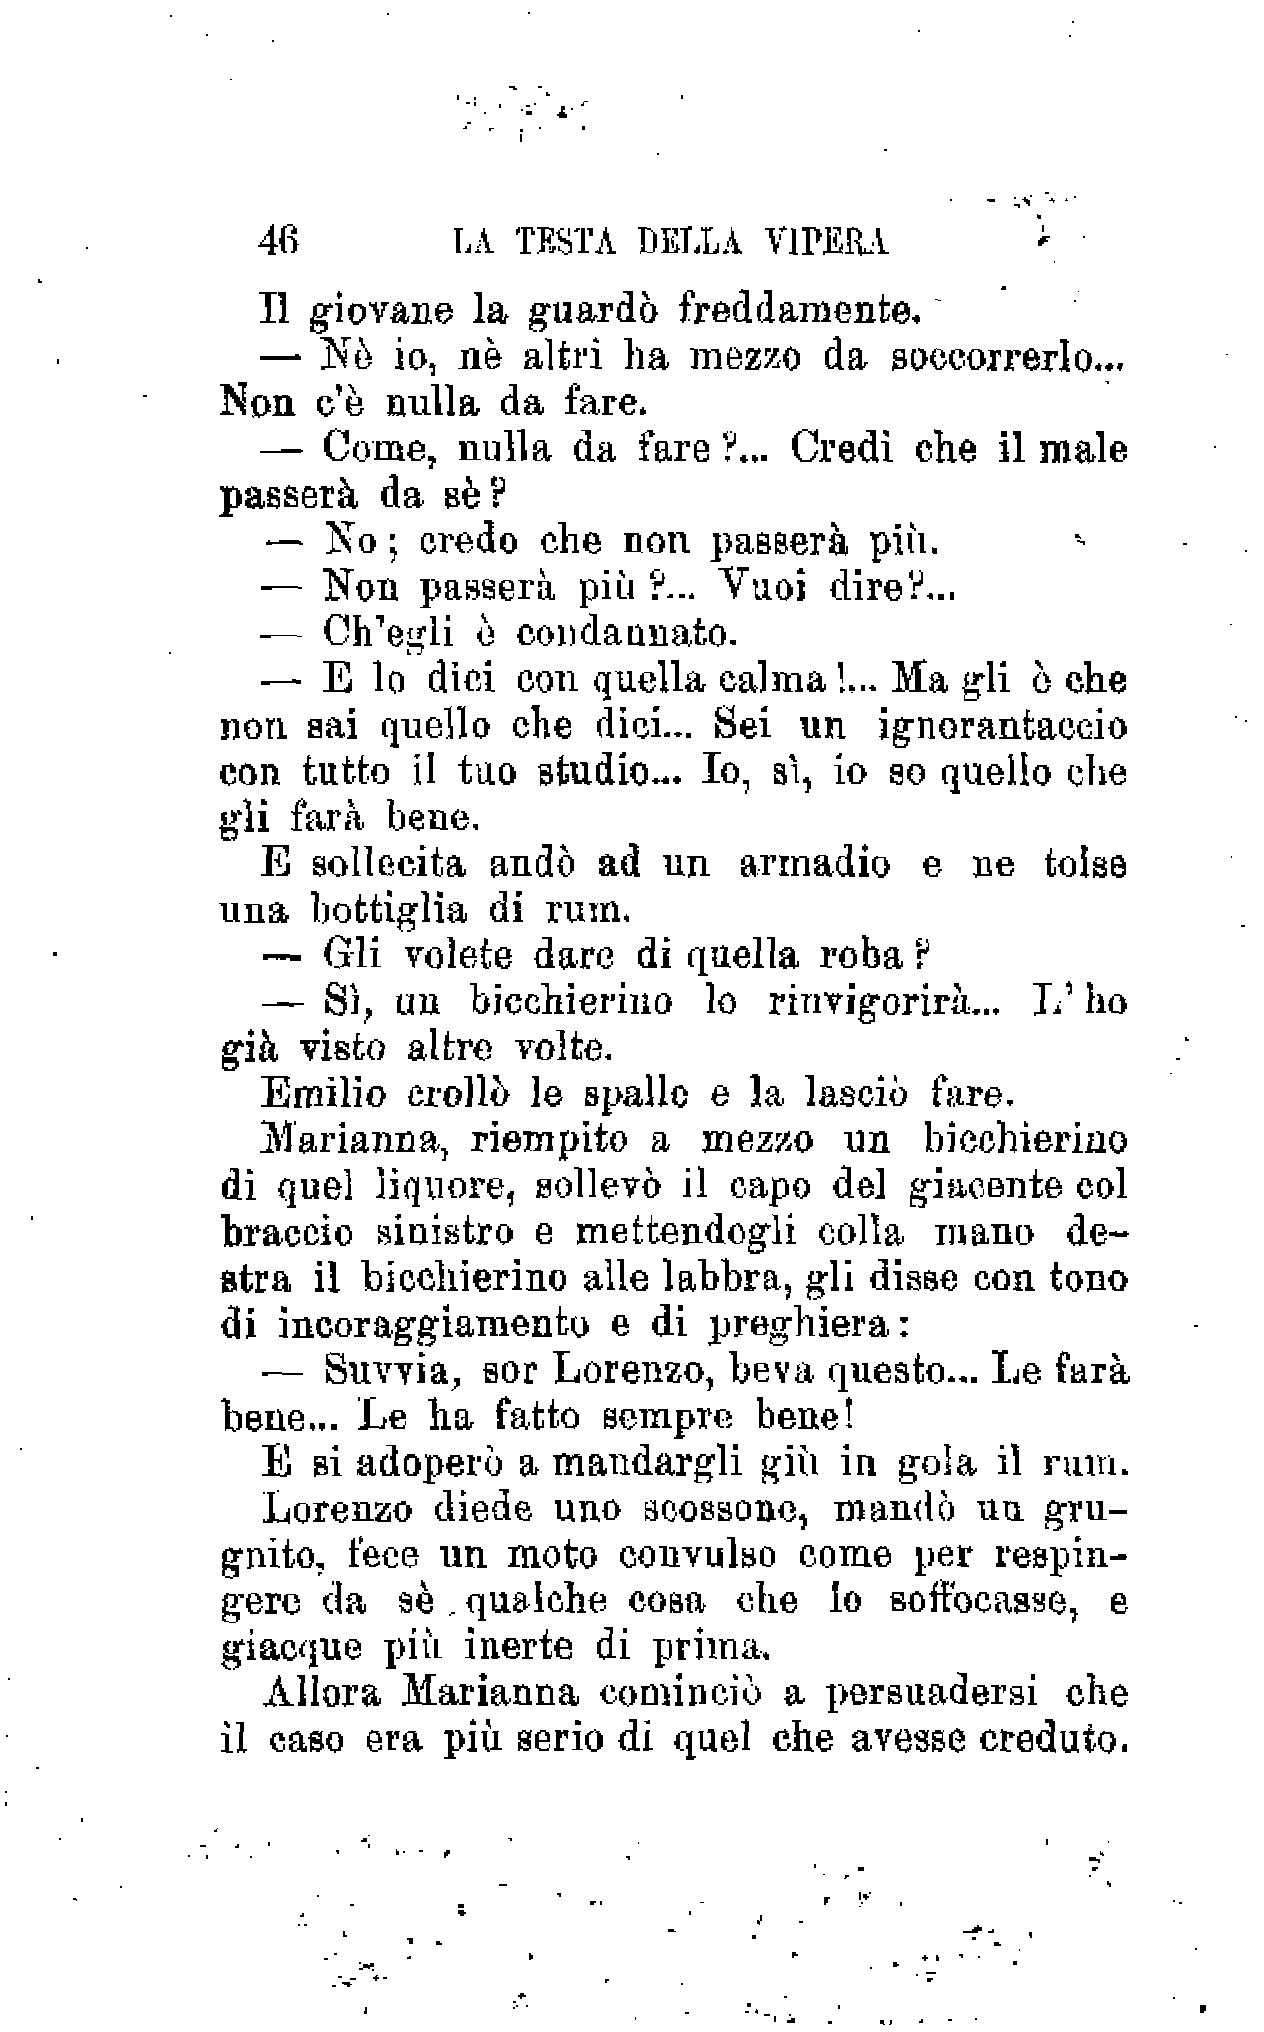 46 LA TESTA DELLA VIPERA
Il giovane la guardò freddamente.
— Nè io, nè altri ha mezzo da soccorrerlo...
Non c'è nulla da fare.
— Come, nulla da fare?... Credi che il male
passerà da sè?
— No; credo che non passerà più.
— Non passerà più?... Vuoi dire?...
— Ch'egli è condannato.
— E lo dici con quella calma!... Ma gli è che
non sai quello che dici... Sei un ignorantaccio
con tutto il tuo studio... Io, sì, io so quello che
gli farà bene.
E sollecita andò ad un armadio e ne tolse
una bottiglia di rum.
— Gli volete dare di quella roba?
— Sì, un bicchierino lo rinvigorirà... L'ho
già visto altre volte.
Emilio crollò le spalle e la lasciò fare.
Marianna, riempito a mezzo un bicchierino
di quel liquore, sollevò il capo del giacente col
braccio sinistro e mettendogli colla mano de-
stra il bicchierino alle labbra, gli disse con tono
di incoraggiamento e di preghiera:
— Suvvia, sor Lorenzo, beva questo... Le farà
bene... Le ha fatto sempre bene!
E si adoperò a mandargli giù in gola il rum.
Lorenzo diede uno scossone, mandò un gru-
gnito, fece un moto convulso come per respin-
gere da sè qualche cosa che lo soffocasse, e
giacque più inerte di prima.
Allora Marianna cominciò a persuadersi che
il caso era più serio di quel che avesse creduto.